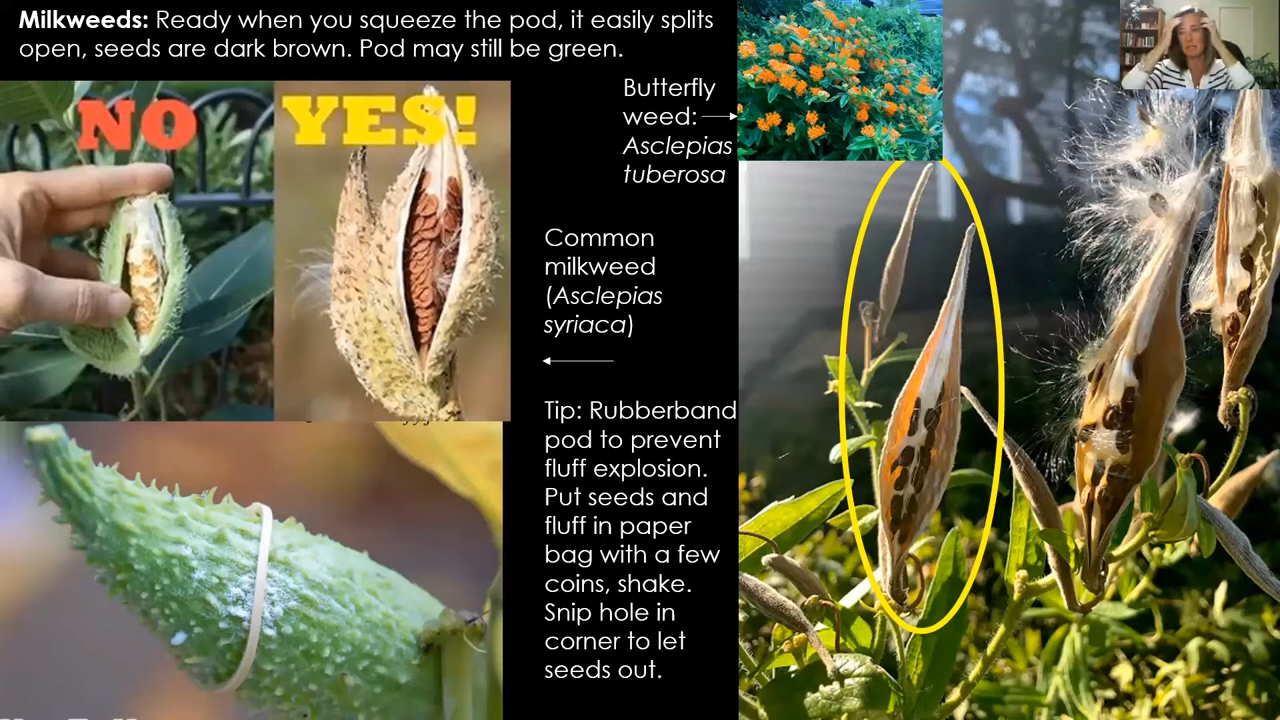 Milkweeds: Ready when you squeeze the pod, it easily splits
open, seeds are dark brown. Pod may still be green.
NO
YES!
Butterfly
weed:
Asclepias
tuberosa
Common
milkweed
(Asclepias
syriaca)
Tip: Rubberband
pod to prevent
fluff explosion.
Put seeds and
fluff in paper
bag with a few
coins, shake.
Snip hole in
corner to let
seeds out.